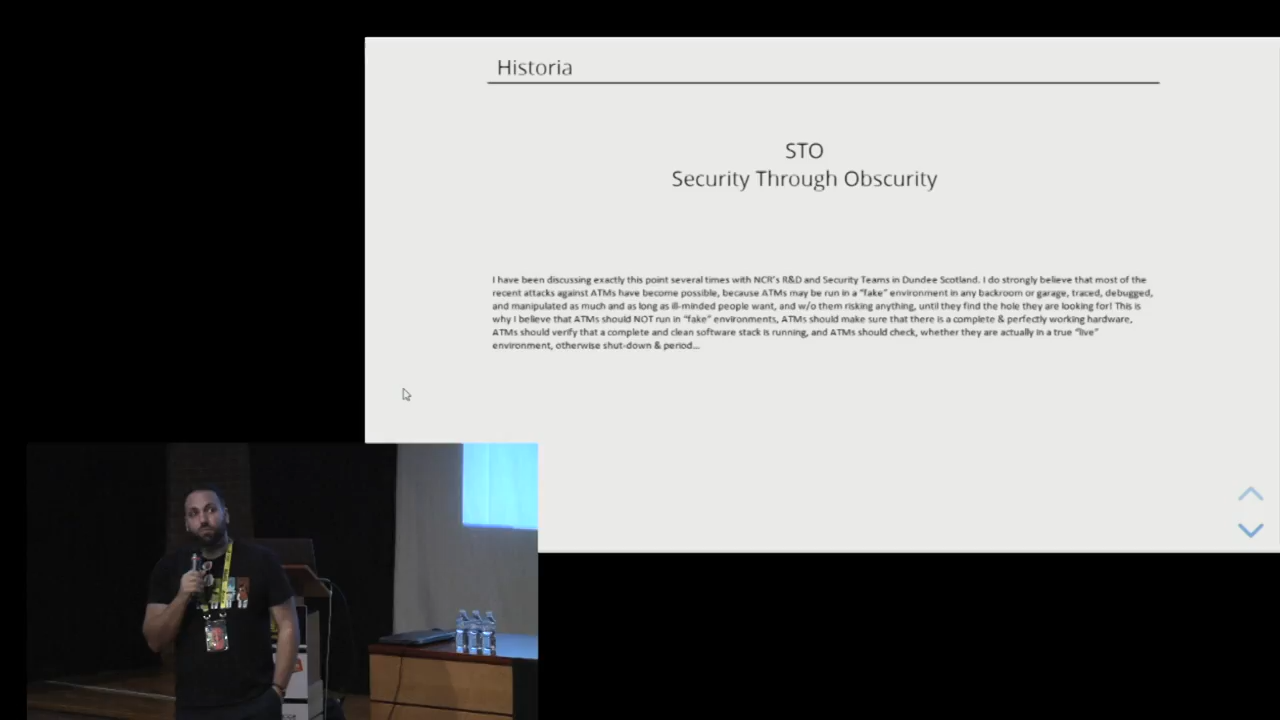 Historia
STO
Security Through Obscurity
I have been discussing exactly this point several times with NCR's R&D and Security Teams in Dundee Scotland. I do strongly believe that most of the
recent attacks against ATMs have become possible, because ATMs may be run in a "fake" environment in any backroom or garage, traced, debugged,
and manipulated as much and as long as ill-minded people want, and w/o them risking anything, until they find the hole they are looking for! This is
why I believe that ATMs should NOT run in "fake" environments, ATMs should make sure that there is a complete & perfectly working hardware,
ATMs should verify that a complete and clean software stack is running, and ATMs should check, whether they are actually in a true "live"
environment, otherwise shut-down & period...